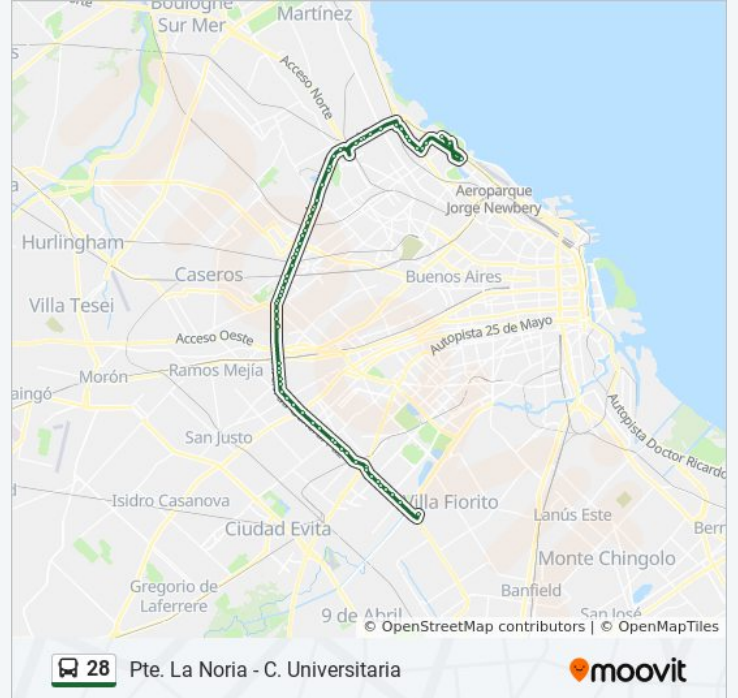 Boulogne
Sur Mer
Martínez
Acceso Norte
Aeroparque
Jorge Newbery
Hurlingham
Caseros
Buenos Aires
Villa Tesei
Acceso Oeste
Autopista 25 de Mayo
Ramos Mejía
Morón
aingó
San Justo
Autopista Doctor Ricardo
Isidro Casanova
Villa Fiorito
Lanús Este
Bern
Ciudad Evita
Monte Chingolo
Gregorio de
Laferrere
Banfield
9 de Abril
San José
© OpenStreetMap contributors | © OpenMapTiles
28 Pte. La Noria - C. Universitaria
moovit